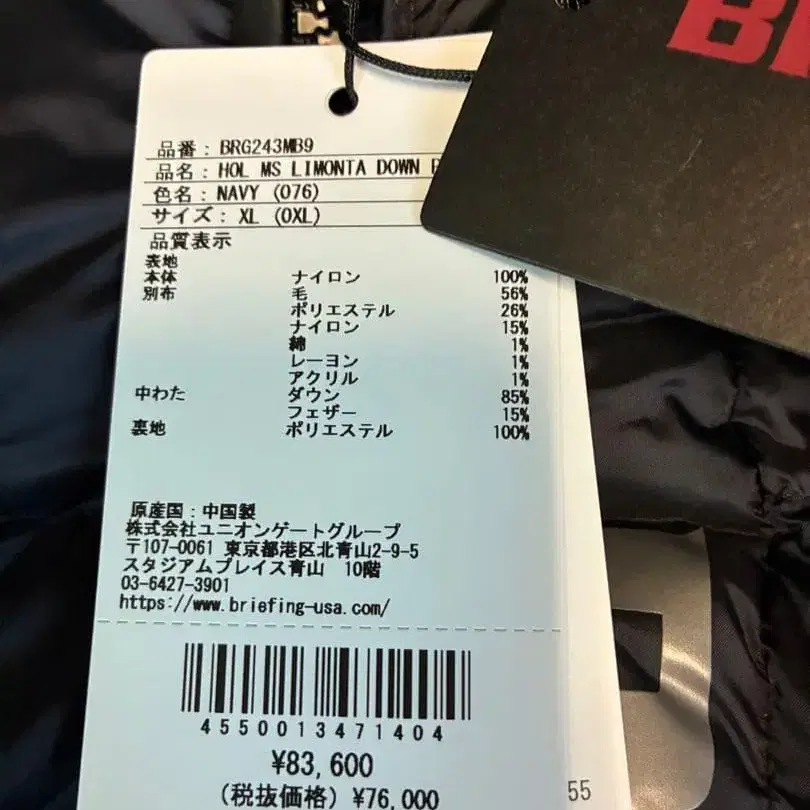 品番：BRG243MB9
品名：HOL MS LIMONTA DOWN
色名：NAVY (076)
サイズ：XL (0XL)
品質表示
表地
本体 ナイロン 100%
別布 毛 56%
ポリエステル 26%
ナイロン 15%
綿 1%
レーヨン 1%
アクリル 1%
中わた ダウン 85%
フェザー 15%
裏地 ポリエステル 100%
原産国：中国製
株式会社ユニオンゲートグループ
〒107-0061 東京都港区北青山2-9-5
スタジアムプレイス青山 10階
03-6427-3901
https://www.briefing-usa.com/
4550013471404
¥83,600
(税抜価格) ¥76,000
55